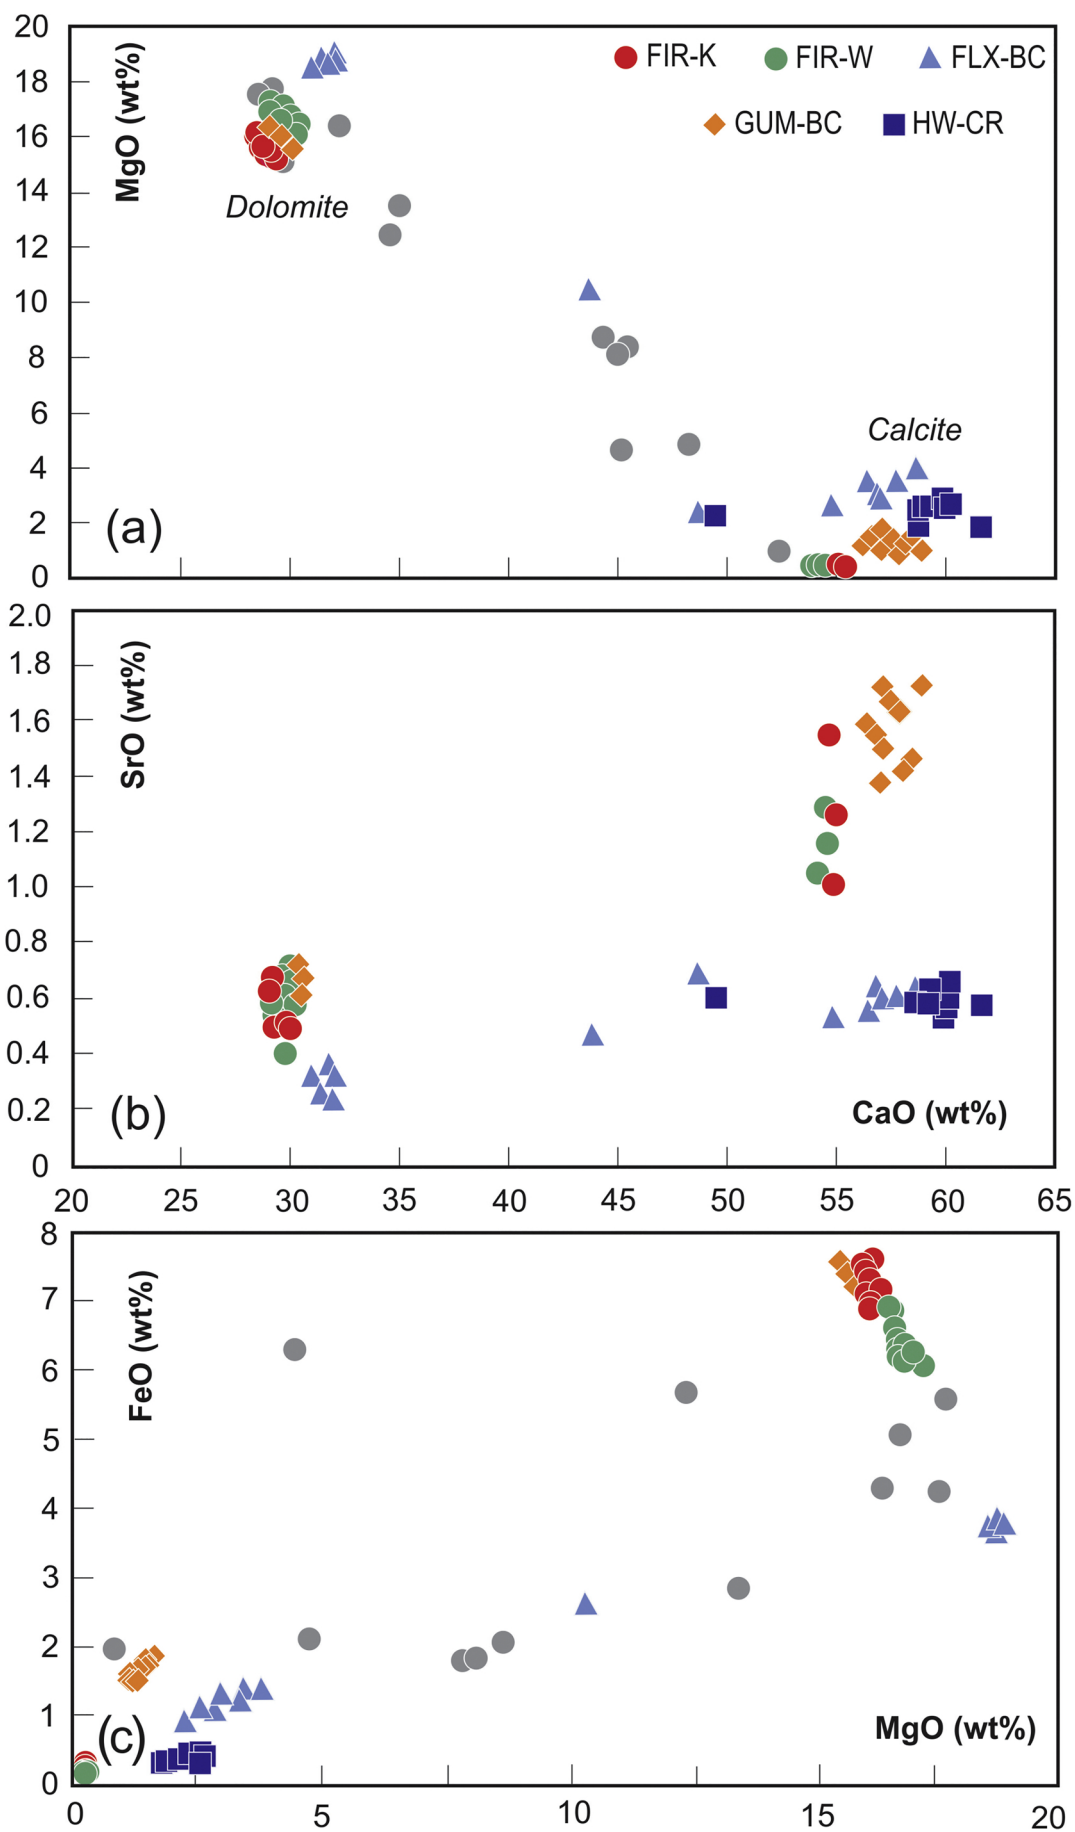 20
MgO (wt%)
FIR-K FIR-W FLX-BC
18
GUM-BC HW-CR
16
14
Dolomite
12
10
8
6
Calcite
4
2
(a)
0
2.0
SrO (wt%)
1.8
1.6
1.4
1.2
1.0
0.8
0.6
0.4
0.2
(b)
CaO (wt%)
0
20 25 30 35 40 45 50 55 60 65
8
FeO (wt%)
7
6
5
4
3
2
1
(c)
MgO (wt%)
0
0 5 10 15 20